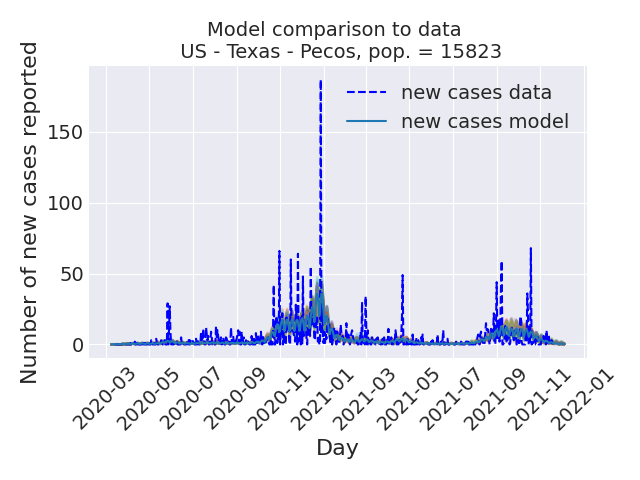 Model comparison to data
US - Texas - Pecos, pop. = 15823
new cases data
new cases model
Number of new cases reported
150
100
50
0
2020-03
2020-05
2020-07
2020-09
2020-11
2021-01
2021-03
2021-05
2021-07
2021-09
2021-11
2022-01
Day